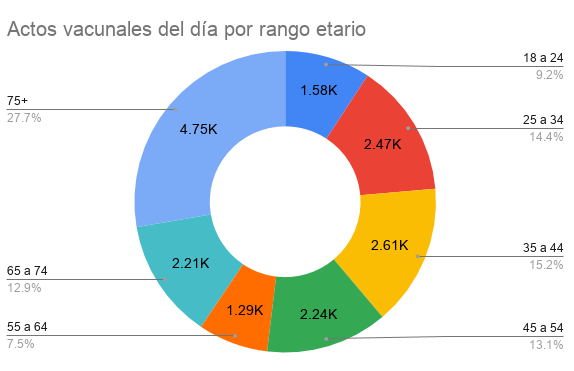 Actos vacunales del día por rango etario
18 a 24
9.2%
1.58K
75+
27.7%
4.75K
25 a 34
14.4%
2.47K
35 a 44
15.2%
2.61K
65 a 74
12.9%
2.21K
55 a 64
7.5%
1.29K
2.24K
45 a 54
13.1%